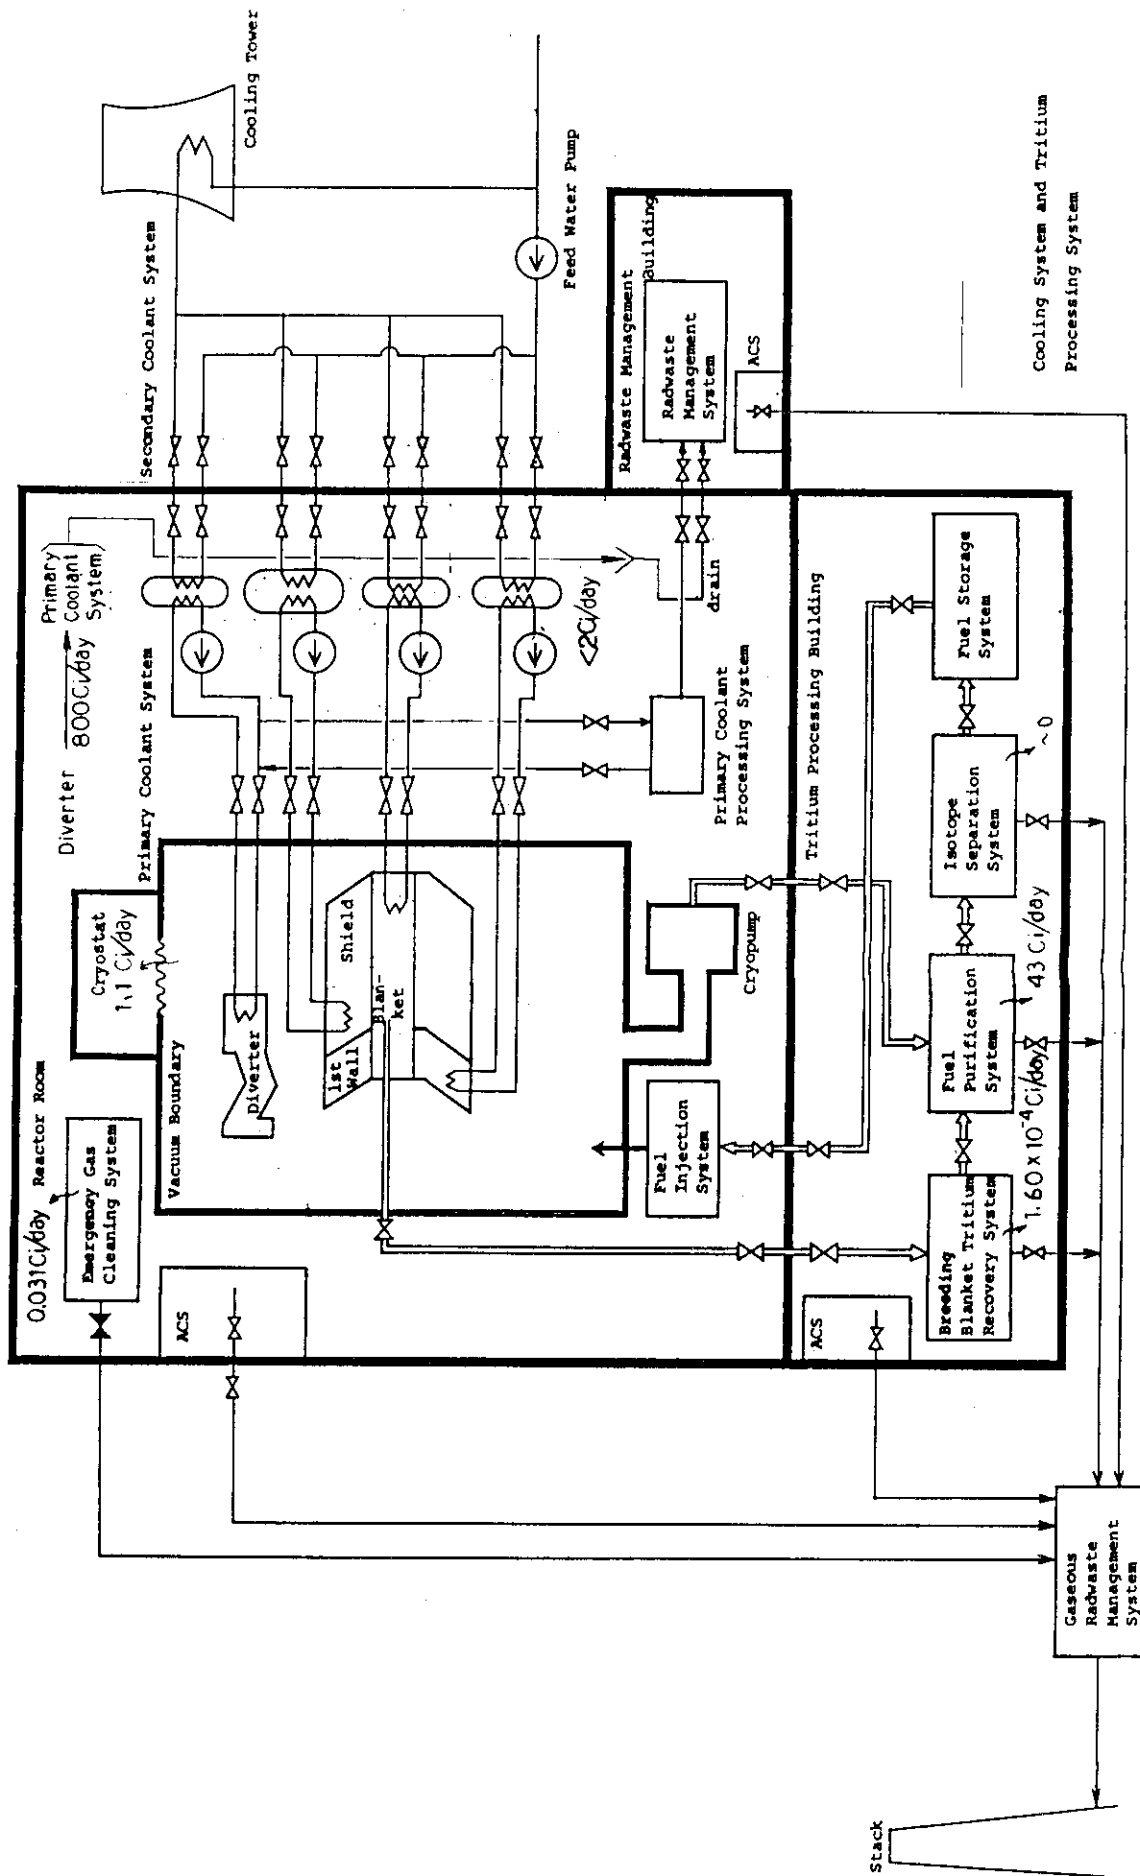 Stack
Gaseous
Radwaste
Management
System
0.031Ci/day
Reactor Room
Emergency Gas
Cleaning System
ACS
Cryostat
1.1 Ci/day
Vacuum Boundary
Diverter
800Ci/day
Primary
Coolant
System
Primary Coolant System
Diverter
Shield
1st
Wall
Blan-
ket
Cryopump
Fuel
Injection
System
<2Ci/day
Primary Coolant
Processing System
drain
Secondary Coolant System
Cooling Tower
Feed Water Pump
Radwaste Management
Building
Radwaste
Management
System
ACS
Tritium Processing Building
ACS
Breeding
Blanket Tritium
Recovery System
1.60 x 10⁻⁴ Ci/day
Fuel
Purification
System
43 Ci/day
Isotope
Separation
System
~0
Fuel Storage
System
Cooling System and Tritium
Processing System